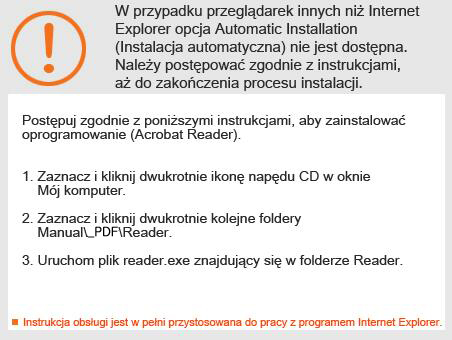 W przypadku przeglądarek innych niż Internet
Explorer opcja Automatic Installation
(Instalacja automatyczna) nie jest dostępna.
Należy postępować zgodnie z instrukcjami,
aż do zakończenia procesu instalacji.
Postępuj zgodnie z poniższymi instrukcjami, aby zainstalować
oprogramowanie (Acrobat Reader).
1. Zaznacz i kliknij dwukrotnie ikonę napędu CD w oknie
Mój komputer.
2. Zaznacz i kliknij dwukrotnie kolejne foldery
Manual\_PDF\Reader.
3. Uruchom plik reader.exe znajdujący się w folderze Reader.
Instrukcja obsługi jest w pełni przystosowana do pracy z programem Internet Explorer.